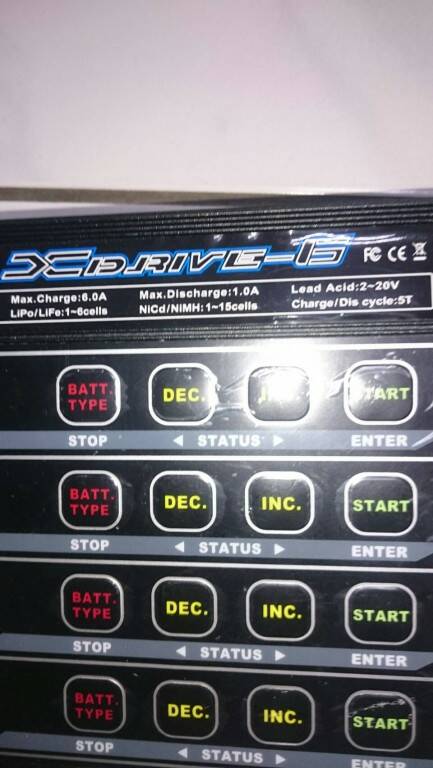 XDRIVE-6 FC CE
Max.Charge:6.0A Max.Discharge:1.0A Lead Acid:2~20V
LiPo/LiFe:1~6cells NiCd/NiMH:1~15cells Charge/Dis cycle:5T
BATT. TYPE DEC. START
STOP ◄ STATUS ► ENTER
BATT. TYPE DEC. INC. START
STOP ◄ STATUS ► ENTER
BATT. TYPE DEC. INC. START
STOP ◄ STATUS ► ENTER
BATT. TYPE DEC. INC. START
STOP ◄ STATUS ► ENTER